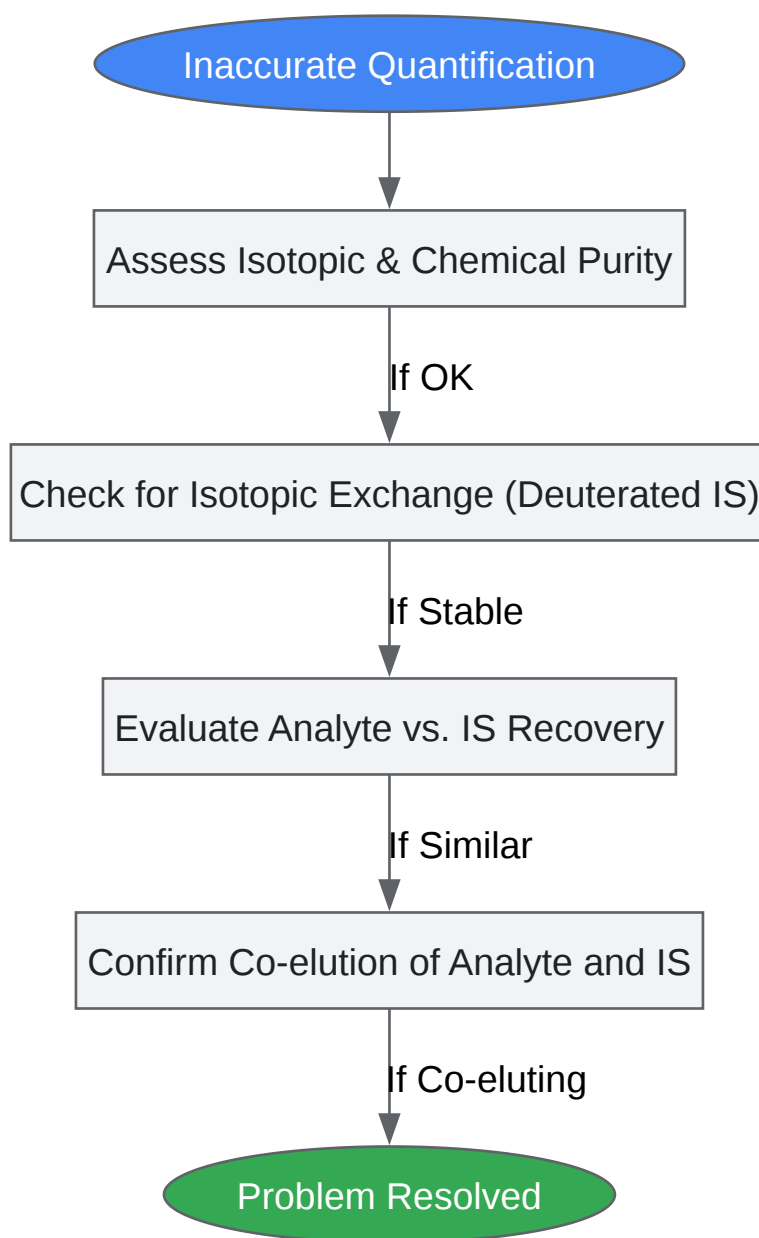 Inaccurate Quantification
Assess Isotopic & Chemical Purity
If OK
Check for Isotopic Exchange (Deuterated IS)
If Stable
Evaluate Analyte vs. IS Recovery
If Similar
Confirm Co-elution of Analyte and IS
If Co-eluting
Problem Resolved